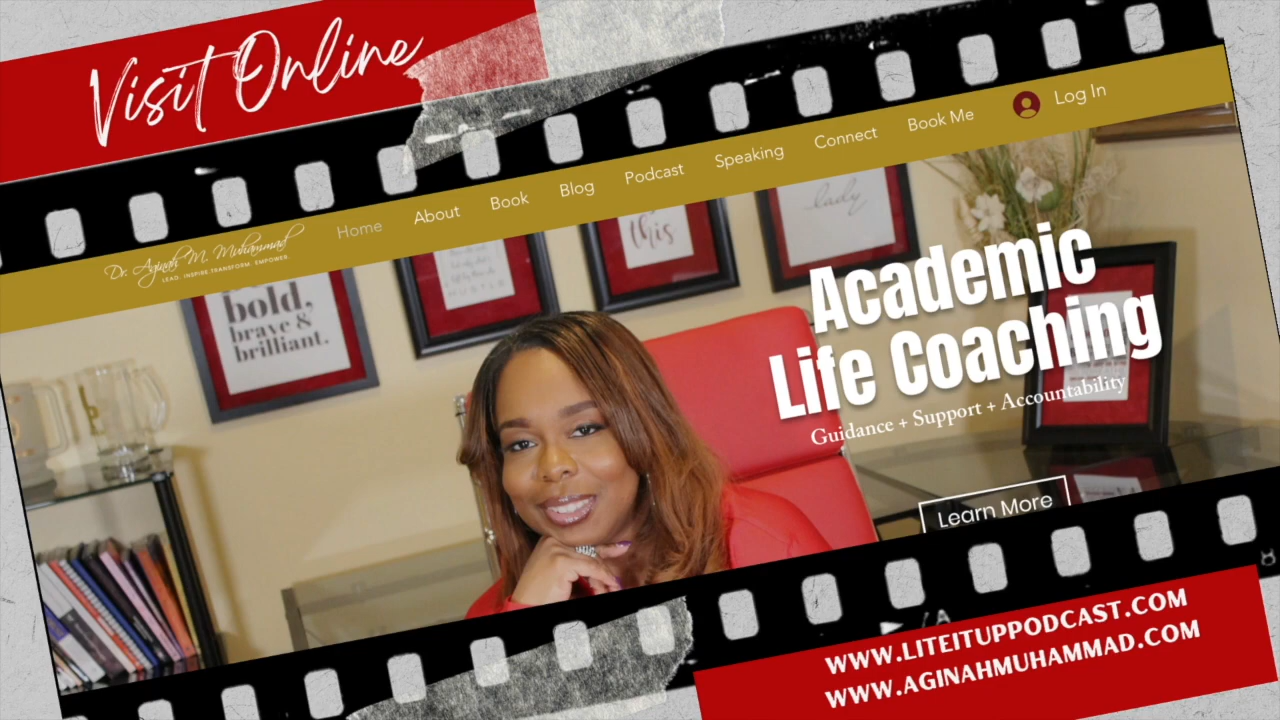 Visit Online
Dr. Aginah M. Muhammad
LEAD. INSPIRE. TRANSFORM. EMPOWER.
Home About Book Blog Podcast Speaking Connect Book Me Log In
bold,
brave &
brilliant.
this
lady
Academic
Life Coaching
Guidance + Support + Accountability
Learn More
WWW.LITEITUPPODCAST.COM
WWW.AGINAHMUHAMMAD.COM